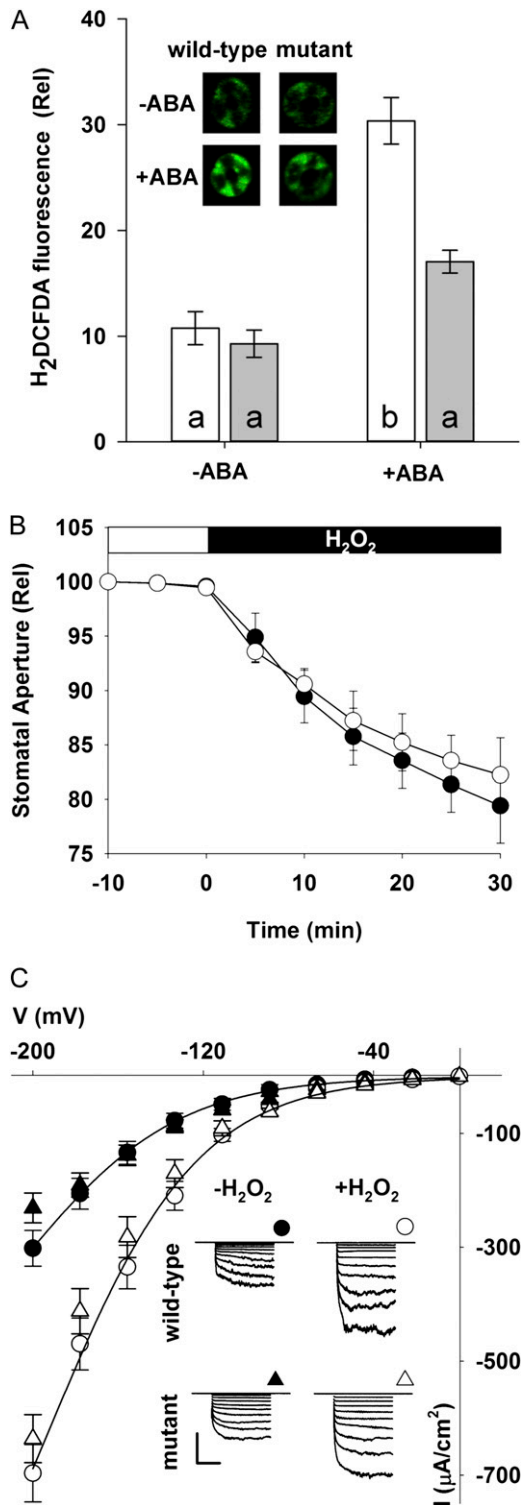 A
H₂DCFDA fluorescence (Rel)
40
30
20
10
0
wild-type mutant
-ABA
+ABA
a a b a
-ABA +ABA
B
Stomatal Aperture (Rel)
105
100
95
90
85
80
75
H₂O₂
-10 0 10 20 30
Time (min)
C
V (mV)
-200 -120 -40
-100
-300
-500
-700
-H₂O₂ +H₂O₂
wild-type
mutant
I (µA/cm²)